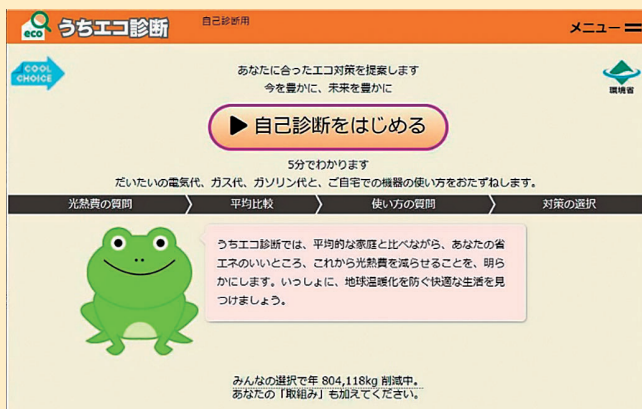 eco うちエコ診断
自己診断用
メニュー
COOL
CHOICE
あなたに合ったエコ対策を提案します
今を豊かに、未来を豊かに
環境省
▶ 自己診断をはじめる
5分でわかります
だいたいの電気代、ガス代、ガソリン代と、ご自宅での機器の使い方をおたずねします。
光熱費の質問 〉 平均比較 〉 使い方の質問 〉 対策の選択
うちエコ診断では、平均的な家庭と比べながら、あなたの省
エネのいいところ、これから光熱費を減らせることを、明ら
かにします。いっしょに、地球温暖化を防ぐ快適な生活を見
つけましょう。
みんなの選択で年 804,118kg 削減中。
あなたの「取組み」も加えてください。